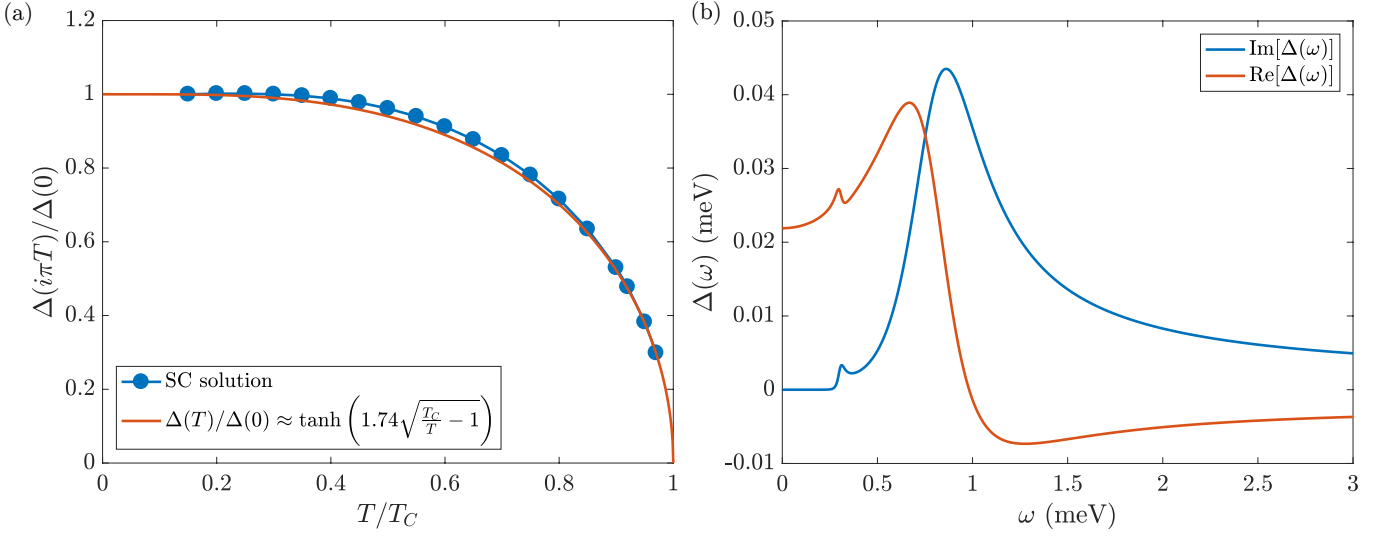 (a)
1.2
1
0.8
0.6
0.4
0.2
0
Δ(iπT)/Δ(0)
SC solution
Δ(T)/Δ(0) ≈ tanh(1.74√(T_C/T − 1))
0 0.2 0.4 0.6 0.8 1
T/T_C
(b)
0.05
0.04
0.03
0.02
0.01
0
-0.01
Δ(ω) (meV)
Im[Δ(ω)]
Re[Δ(ω)]
0 0.5 1 1.5 2 2.5 3
ω (meV)